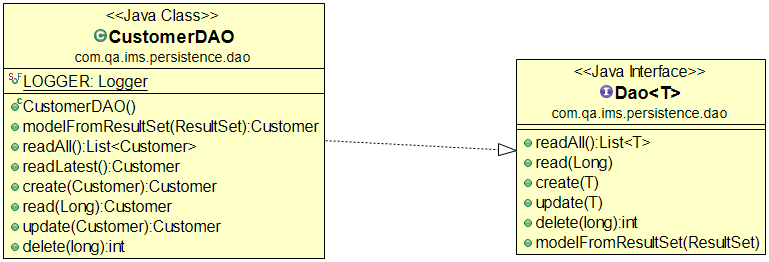 <<Java Class>>
CustomerDAO
com.qa.ims.persistence.dao
LOGGER: Logger
CustomerDAO()
modelFromResultSet(ResultSet):Customer
readAll():List<Customer>
readLatest():Customer
create(Customer):Customer
read(Long):Customer
update(Customer):Customer
delete(long):int
<<Java Interface>>
Dao<T>
com.qa.ims.persistence.dao
readAll():List<T>
read(Long)
create(T)
update(T)
delete(long):int
modelFromResultSet(ResultSet)